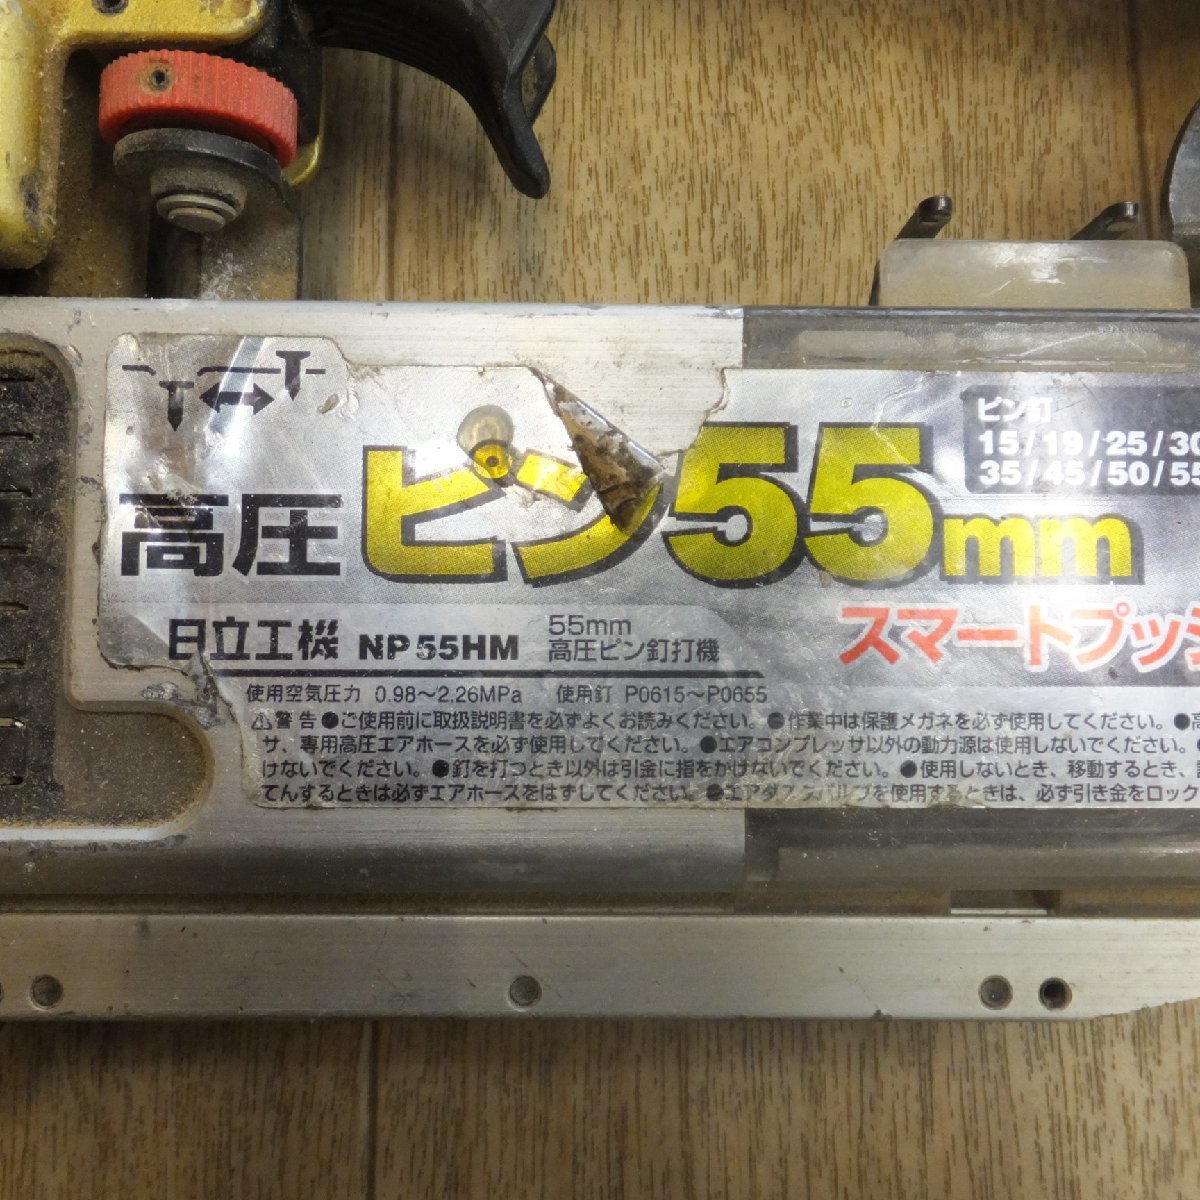 ピン釘
15/19/25/30
35/45/50/55
高圧ピン55mm
スマートプッシ
日立工機 NP55HM 55mm
高圧ピン釘打機
使用空気圧力 0.98～2.26MPa 使用釘 P0615～P0655
⚠警告●ご使用前に取扱説明書を必ずよくお読みください。●作業中は保護メガネを必ず使用してください。●高
サ、専用高圧エアホースを必ず使用してください。●エアコンプレッサ以外の動力源は使用しないでください。
けないでください。●釘を打つとき以外は引金に指をかけないでください。●使用しないとき、移動するとき、
てんするときは必ずエアホースをはずしてください。●エアダスタバルブを使用するときは、必ず引き金をロック